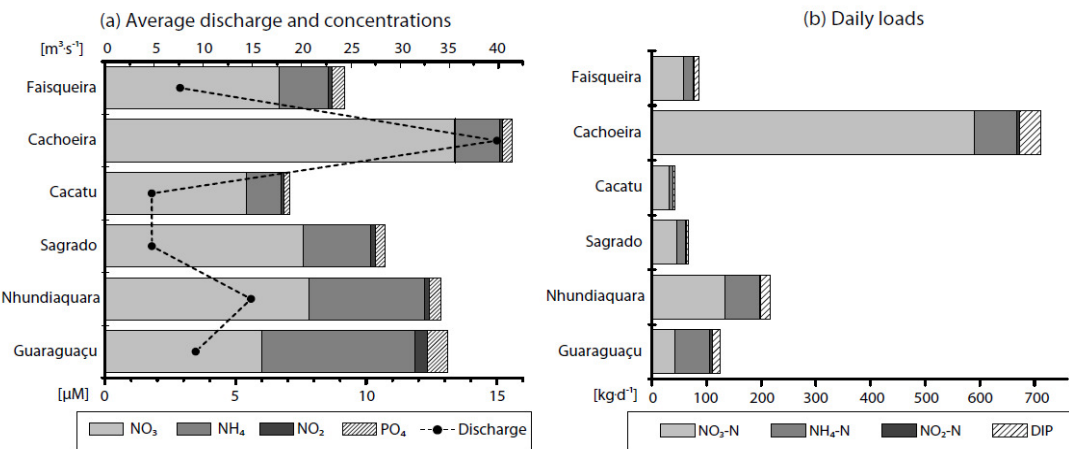 (a) Average discharge and concentrations
[m³·s⁻¹] 0 5 10 15 20 25 30 35 40
Faisqueira
Cachoeira
Cacatu
Sagrado
Nhundiaquara
Guaraguaçu
[µM] 0 5 10 15
NO₃ NH₄ NO₂ PO₄ Discharge
(b) Daily loads
Faisqueira
Cachoeira
Cacatu
Sagrado
Nhundiaquara
Guaraguaçu
[kg·d⁻¹] 0 100 200 300 400 500 600 700
NO₃-N NH₄-N NO₂-N DIP